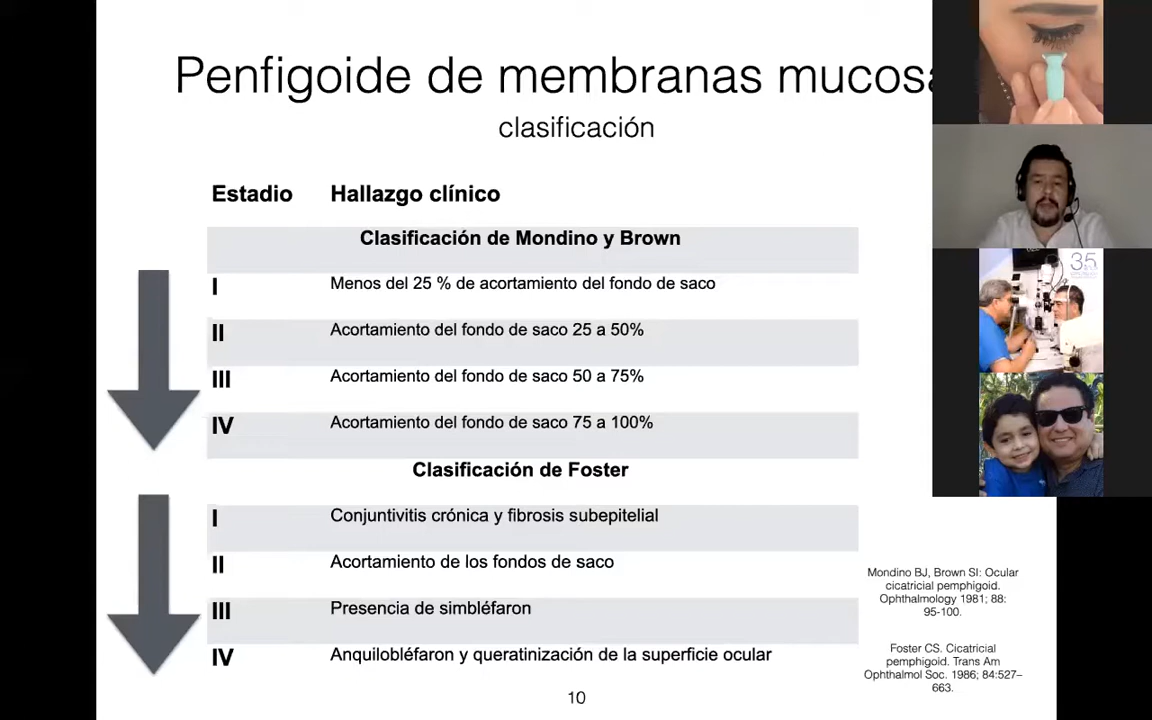 Penfigoide de membranas mucosa
clasificación
Estadio Hallazgo clínico
Clasificación de Mondino y Brown
I Menos del 25 % de acortamiento del fondo de saco
II Acortamiento del fondo de saco 25 a 50%
III Acortamiento del fondo de saco 50 a 75%
IV Acortamiento del fondo de saco 75 a 100%
Clasificación de Foster
I Conjuntivitis crónica y fibrosis subepitelial
II Acortamiento de los fondos de saco
III Presencia de simbléfaron
IV Anquilobléfaron y queratinización de la superficie ocular
Mondino BJ, Brown SI: Ocular
cicatricial pemphigoid.
Ophthalmology 1981; 88:
95-100.
Foster CS. Cicatricial
pemphigoid. Trans Am
Ophthalmol Soc. 1986; 84:527–
663.
10
35